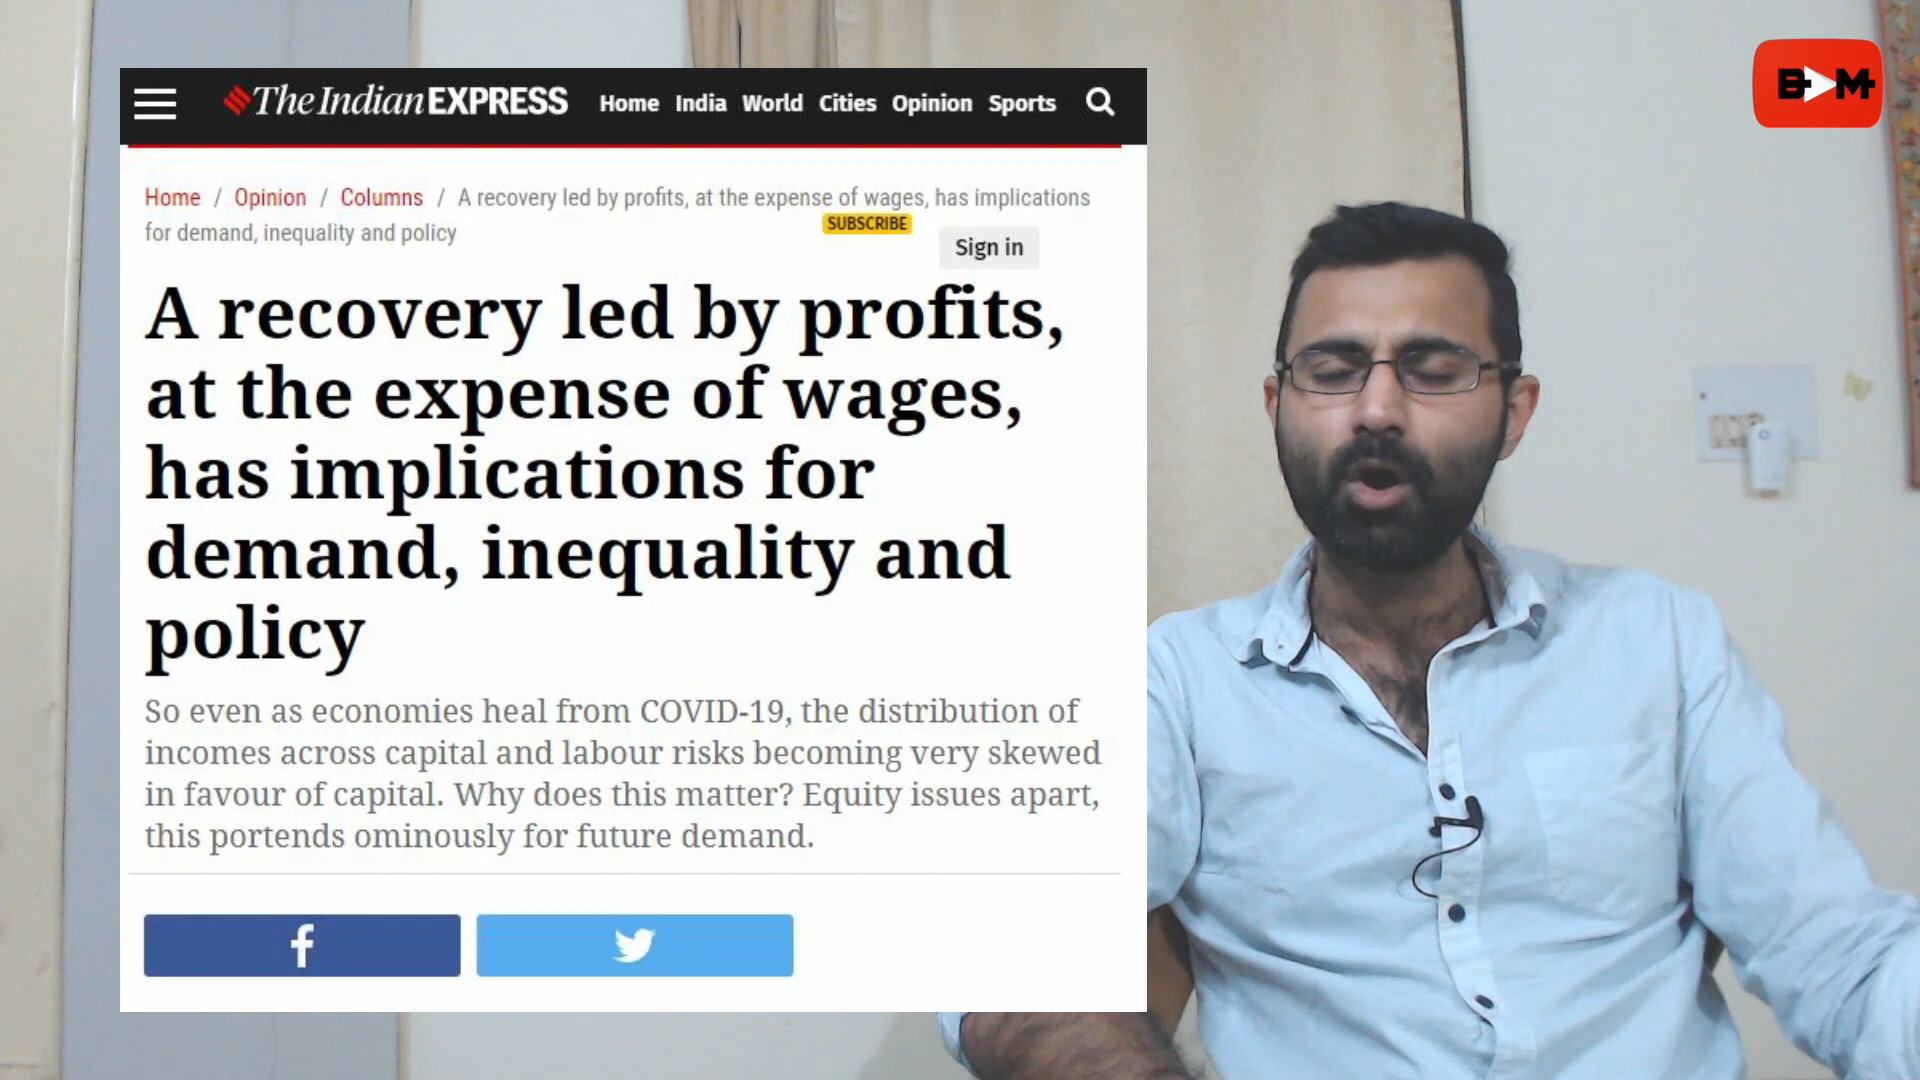 The Indian EXPRESS Home India World Cities Opinion Sports
Home / Opinion / Columns / A recovery led by profits, at the expense of wages, has implications
for demand, inequality and policy
SUBSCRIBE
Sign in
A recovery led by profits,
at the expense of wages,
has implications for
demand, inequality and
policy
So even as economies heal from COVID-19, the distribution of
incomes across capital and labour risks becoming very skewed
in favour of capital. Why does this matter? Equity issues apart,
this portends ominously for future demand.
B M